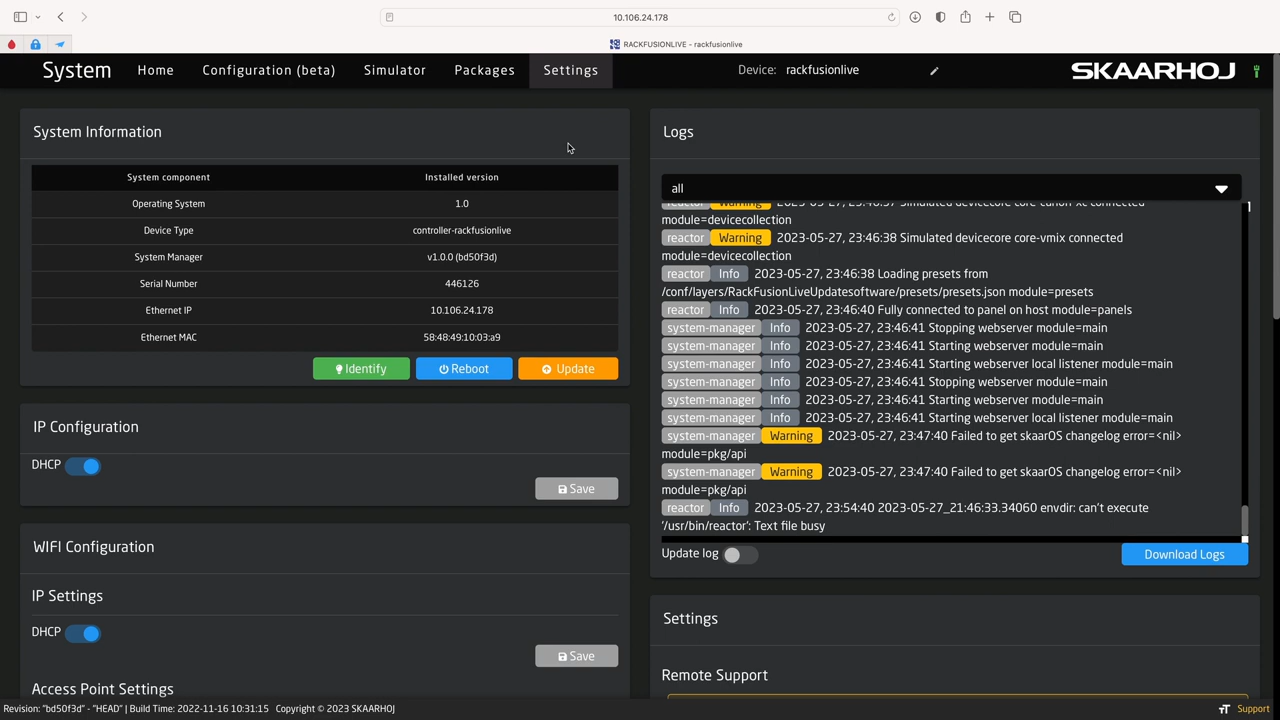 10.106.24.178
RACKFUSIONLIVE - rackfusionlive
System Home Configuration (beta) Simulator Packages Settings Device: rackfusionlive SKAARHOJ
System Information
System component Installed version
Operating System 1.0
Device Type controller-rackfusionlive
System Manager v1.0.0 (bd50f3d)
Serial Number 446126
Ethernet IP 10.106.24.178
Ethernet MAC 58:48:49:10:03:a9
Identify Reboot Update
IP Configuration
DHCP
Save
WIFI Configuration
IP Settings
DHCP
Save
Access Point Settings
Logs
all
reactor Warning 2023-05-27, 23:46:37 Simulated devicecore core-canon-xc connected
module=devicecollection
reactor Warning 2023-05-27, 23:46:38 Simulated devicecore core-vmix connected
module=devicecollection
reactor Info 2023-05-27, 23:46:38 Loading presets from
/conf/layers/RackFusionLiveUpdatesoftware/presets/presets.json module=presets
reactor Info 2023-05-27, 23:46:40 Fully connected to panel on host module=panels
system-manager Info 2023-05-27, 23:46:41 Stopping webserver module=main
system-manager Info 2023-05-27, 23:46:41 Starting webserver module=main
system-manager Info 2023-05-27, 23:46:41 Starting webserver local listener module=main
system-manager Info 2023-05-27, 23:46:41 Stopping webserver module=main
system-manager Info 2023-05-27, 23:46:41 Starting webserver module=main
system-manager Info 2023-05-27, 23:46:41 Starting webserver local listener module=main
system-manager Warning 2023-05-27, 23:47:40 Failed to get skaarOS changelog error=<nil>
module=pkg/api
system-manager Warning 2023-05-27, 23:47:40 Failed to get skaarOS changelog error=<nil>
module=pkg/api
reactor Info 2023-05-27, 23:54:40 2023-05-27_21:46:33.34060 envdir: can't execute
'/usr/bin/reactor': Text file busy
Update log
Download Logs
Settings
Remote Support
Revision: "bd50f3d" - "HEAD" | Build Time: 2022-11-16 10:31:15 Copyright © 2023 SKAARHOJ
Support